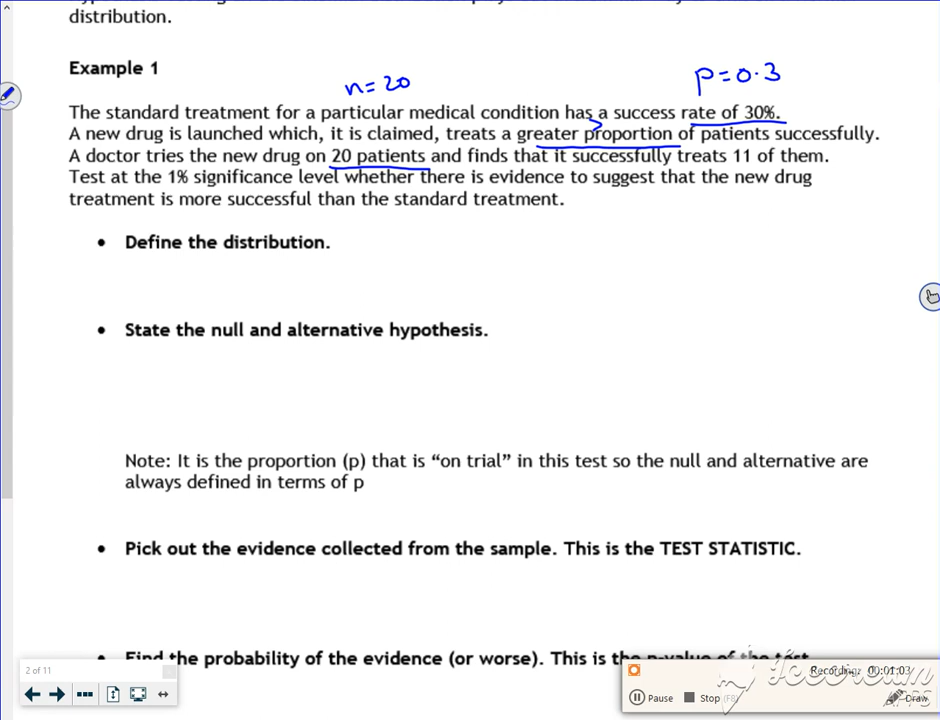 distribution.
Example 1
n=20
p=0.3
The standard treatment for a particular medical condition has a success rate of 30%.
>
A new drug is launched which, it is claimed, treats a greater proportion of patients successfully.
A doctor tries the new drug on 20 patients and finds that it successfully treats 11 of them.
Test at the 1% significance level whether there is evidence to suggest that the new drug
treatment is more successful than the standard treatment.
• Define the distribution.
• State the null and alternative hypothesis.
Note: It is the proportion (p) that is “on trial” in this test so the null and alternative are
always defined in terms of p
• Pick out the evidence collected from the sample. This is the TEST STATISTIC.
• Find the probability of the evidence (or worse). This is the p-value of the test.
2 of 11
Recording 00:01:03
Icecream
APPS
Pause Stop (F8) Draw